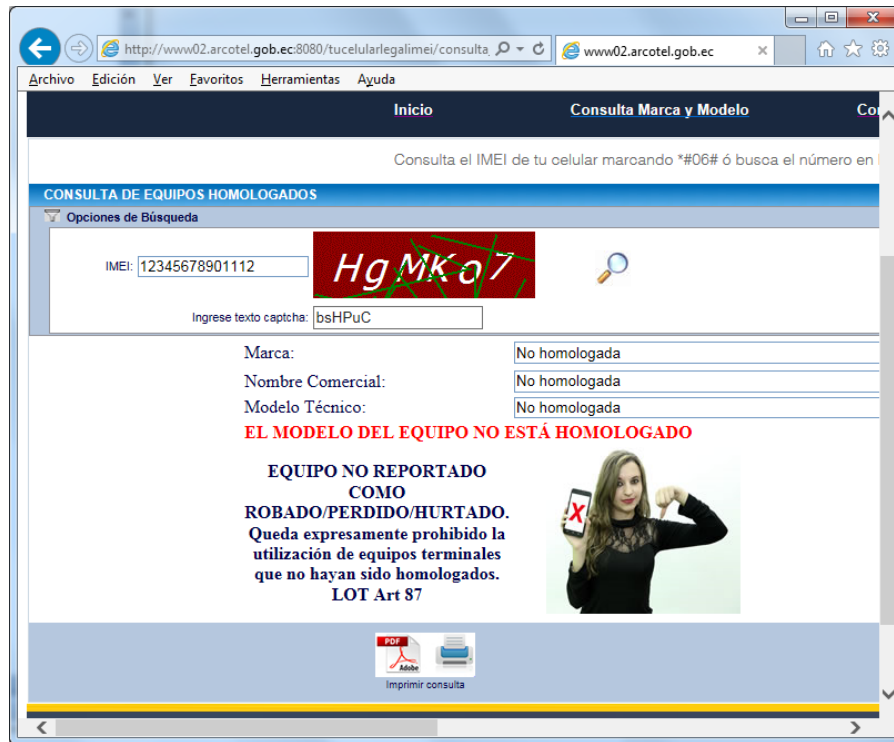 http://www02.arcotel.gob.ec:8080/tucelularlegalimei/consulta_
www02.arcotel.gob.ec
Archivo Edición Ver Favoritos Herramientas Ayuda
Inicio Consulta Marca y Modelo
Consulta el IMEI de tu celular marcando *#06# ó busca el número en
CONSULTA DE EQUIPOS HOMOLOGADOS
Opciones de Búsqueda
IMEI: 12345678901112 HgMKo7
Ingrese texto captcha: bsHPuC
Marca: No homologada
Nombre Comercial: No homologada
Modelo Técnico: No homologada
EL MODELO DEL EQUIPO NO ESTÁ HOMOLOGADO
EQUIPO NO REPORTADO
COMO
ROBADO/PERDIDO/HURTADO.
Queda expresamente prohibido la
utilización de equipos terminales
que no hayan sido homologados.
LOT Art 87
X
PDF
Adobe
Imprimir consulta